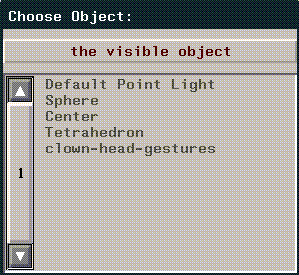 Choose Object:
the visible object
Default Point Light
Sphere
Center
Tetrahedron
clown-head-gestures
1